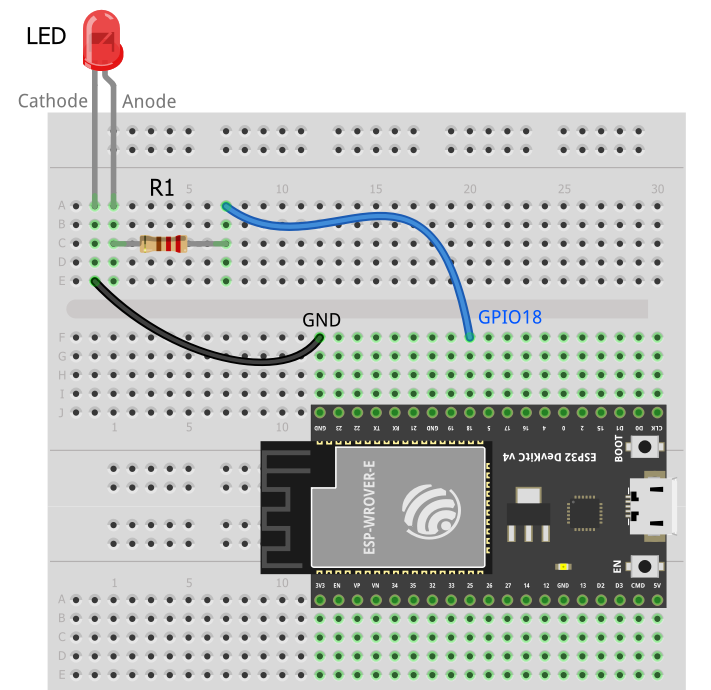 LED
Cathode Anode
R1
5 10 15 20 25 30
A
B
C
D
E
GND GPIO18
F
G
H
I
J
1 5 10
GND 23 22 TX RX 21 GND 19 18 5 17 16 4 0 2 15 D1 D0 CLK
BOOT
ESP32 DevKitC v4
ESP-WROVER-E
EN
3V3 EN VP VN 34 35 32 33 25 26 27 14 12 GND 13 D2 D3 CMD 5V
1 5 10
A
B
C
D
E